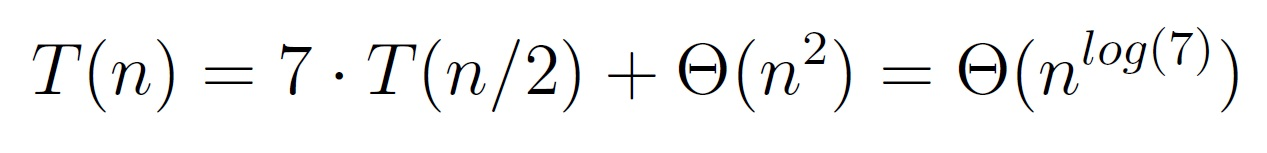 T(n) = 7 · T(n/2) + Θ(n²) = Θ(n^{log(7)})